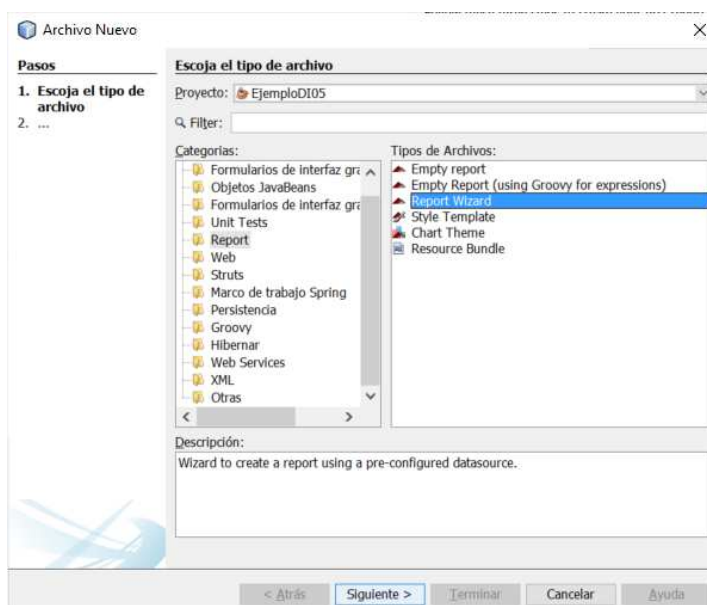 Archivo Nuevo
Pasos
1. Escoja el tipo de
archivo
2. ...
Escoja el tipo de archivo
Proyecto: EjemploDI05
Filter:
Categorías:
Formularios de interfaz gra
Objetos JavaBeans
Formularios de interfaz gra
Unit Tests
Report
Web
Struts
Marco de trabajo Spring
Persistencia
Groovy
Hibernar
Web Services
XML
Otras
Tipos de Archivos:
Empty report
Empty Report (using Groovy for expressions)
Report Wizard
Style Template
Chart Theme
Resource Bundle
Descripción:
Wizard to create a report using a pre-configured datasource.
< Atrás
Siguiente >
Terminar
Cancelar
Ayuda